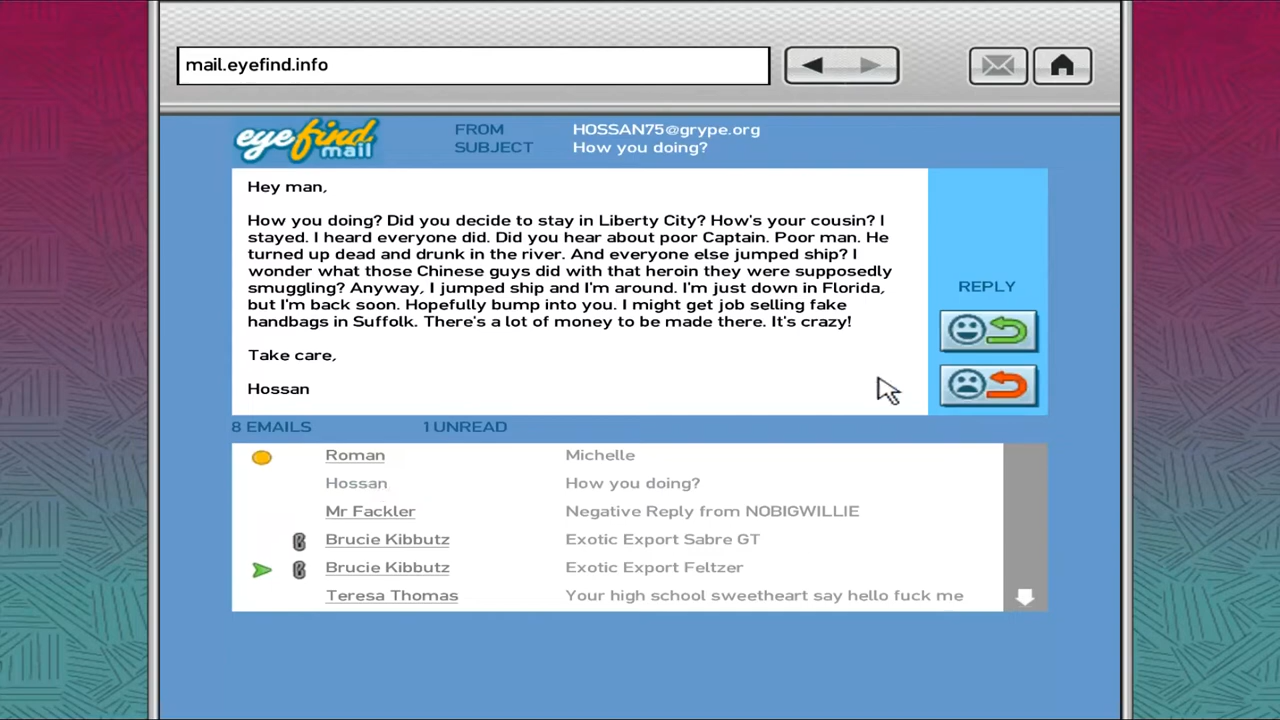 mail.eyefind.info
eyefind mail
FROM HOSSAN75@grype.org
SUBJECT How you doing?
Hey man,
How you doing? Did you decide to stay in Liberty City? How's your cousin? I
stayed. I heard everyone did. Did you hear about poor Captain. Poor man. He
turned up dead and drunk in the river. And everyone else jumped ship? I
wonder what those Chinese guys did with that heroin they were supposedly
smuggling? Anyway, I jumped ship and I'm around. I'm just down in Florida,
but I'm back soon. Hopefully bump into you. I might get job selling fake
handbags in Suffolk. There's a lot of money to be made there. It's crazy!
Take care,
Hossan
REPLY
8 EMAILS 1 UNREAD
Roman Michelle
Hossan How you doing?
Mr Fackler Negative Reply from NOBIGWILLIE
Brucie Kibbutz Exotic Export Sabre GT
Brucie Kibbutz Exotic Export Feltzer
Teresa Thomas Your high school sweetheart say hello fuck me